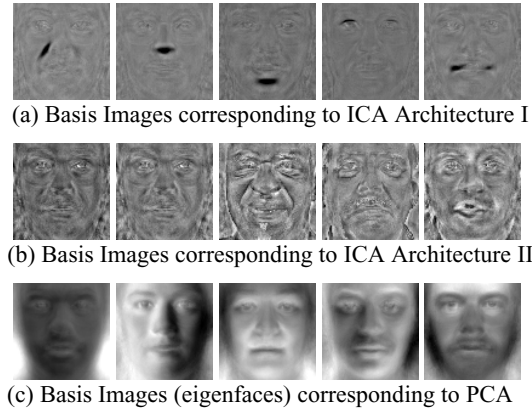 (a) Basis Images corresponding to ICA Architecture I
(b) Basis Images corresponding to ICA Architecture II
(c) Basis Images (eigenfaces) corresponding to PCA